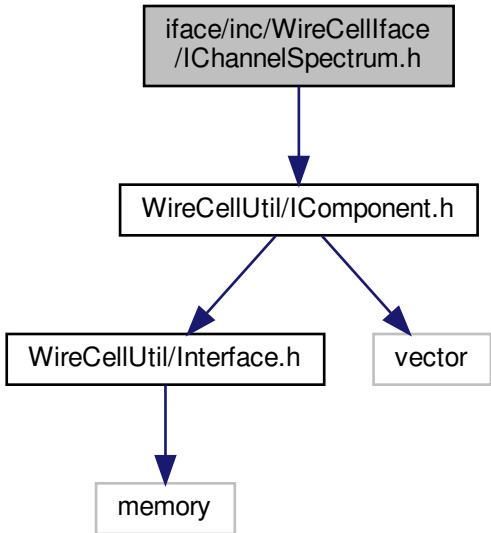 iface/inc/WireCellIface
/IChannelSpectrum.h
WireCellUtil/IComponent.h
WireCellUtil/Interface.h
vector
memory